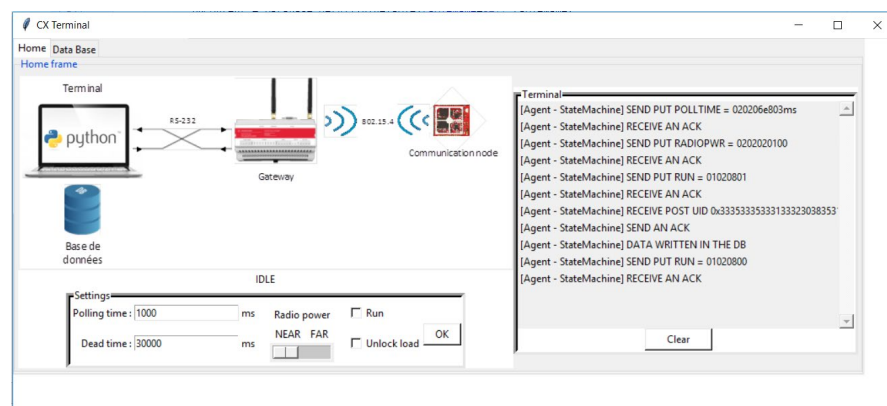 CX Terminal
Home Data Base
Home frame
Terminal
RS-232
802.15.4
python
Gateway
Communication node
Base de
données
IDLE
Settings
Polling time : 1000 ms
Radio power
Run
NEAR FAR
Dead time : 30000 ms
Unlock load
OK
Terminal
[Agent - StateMachine] SEND PUT POLLTIME = 020206e803ms
[Agent - StateMachine] RECEIVE AN ACK
[Agent - StateMachine] SEND PUT RADIOPWR = 0202020100
[Agent - StateMachine] RECEIVE AN ACK
[Agent - StateMachine] SEND PUT RUN = 01020801
[Agent - StateMachine] RECEIVE AN ACK
[Agent - StateMachine] RECEIVE POST UID
[Agent - StateMachine] SEND AN ACK
[Agent - StateMachine] DATA WRITTEN IN THE DB
[Agent - StateMachine] SEND PUT RUN = 01020800
[Agent - StateMachine] RECEIVE AN ACK
Clear